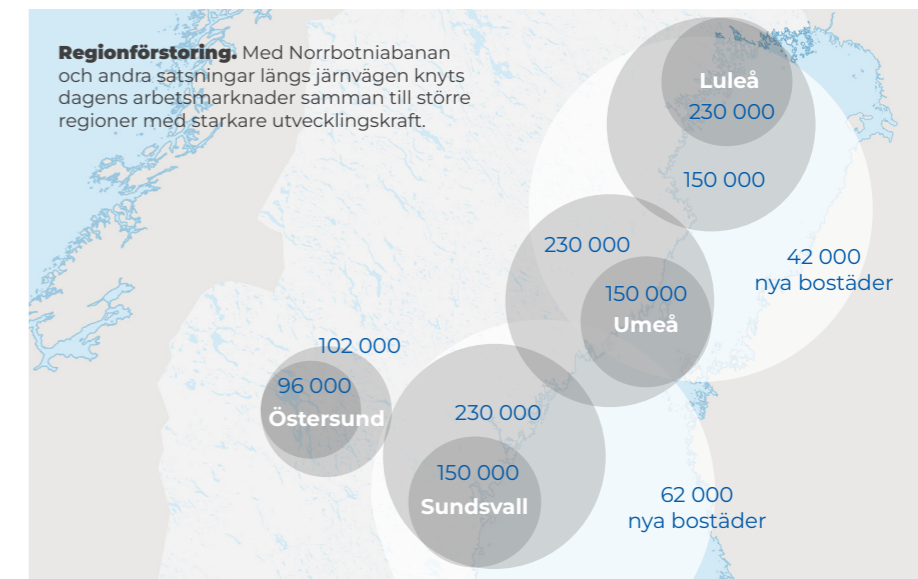 Regionförstoring. Med Norrbotniabanan
och andra satsningar längs järnvägen knyts
dagens arbetsmarknader samman till större
regioner med starkare utvecklingskraft.
Luleå
230 000
150 000
230 000
42 000
nya bostäder
150 000
Umeå
102 000
96 000
Östersund
230 000
150 000
Sundsvall
62 000
nya bostäder